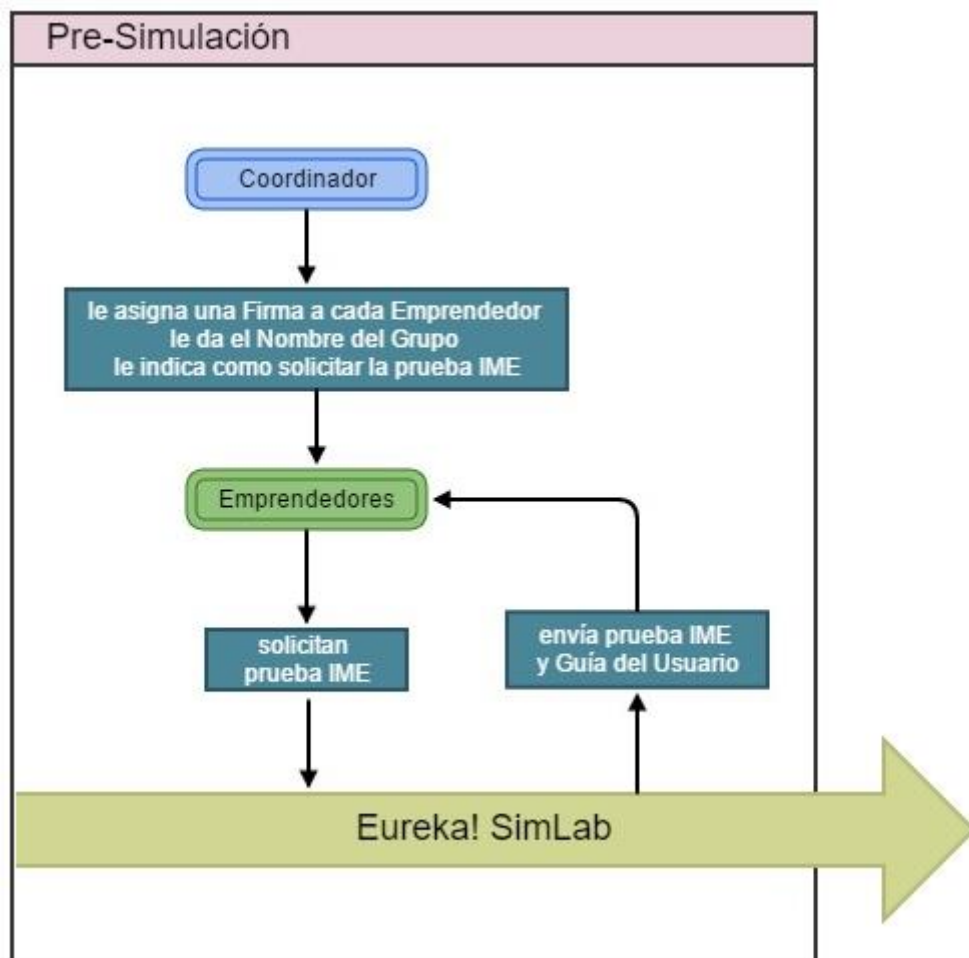 Pre-Simulación
Coordinador
le asigna una Firma a cada Emprendedor
le da el Nombre del Grupo
le indica como solicitar la prueba IME
Emprendedores
solicitan
prueba IME
envía prueba IME
y Guía del Usuario
Eureka! SimLab